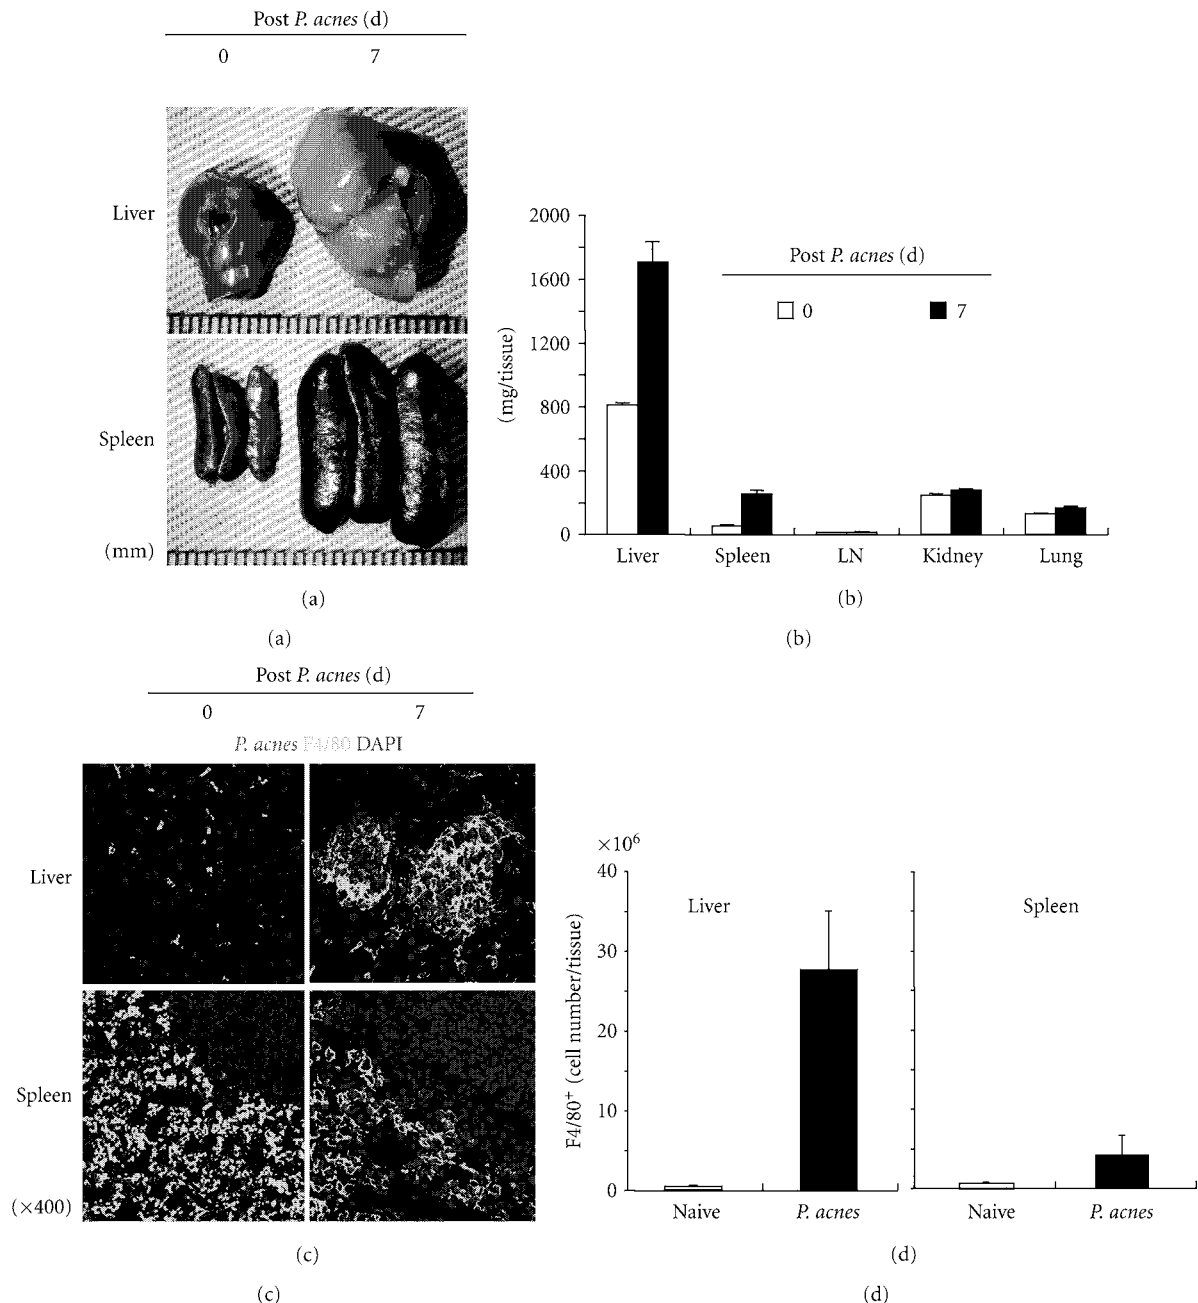 Post P. acnes (d)
0 7
Liver
Spleen
(mm)
(a)
(a)
2000
1600
1200
800
400
0
(mg/tissue)
Post P. acnes (d)
0 7
Liver Spleen LN Kidney Lung
(b)
(b)
Post P. acnes (d)
0 7
P. acnes F4/80 DAPI
Liver
Spleen
(×400)
(c)
(c)
×10⁶
40
30
20
10
0
F4/80⁺ (cell number/tissue)
Liver Spleen
Naive P. acnes Naive P. acnes
(d)
(d)